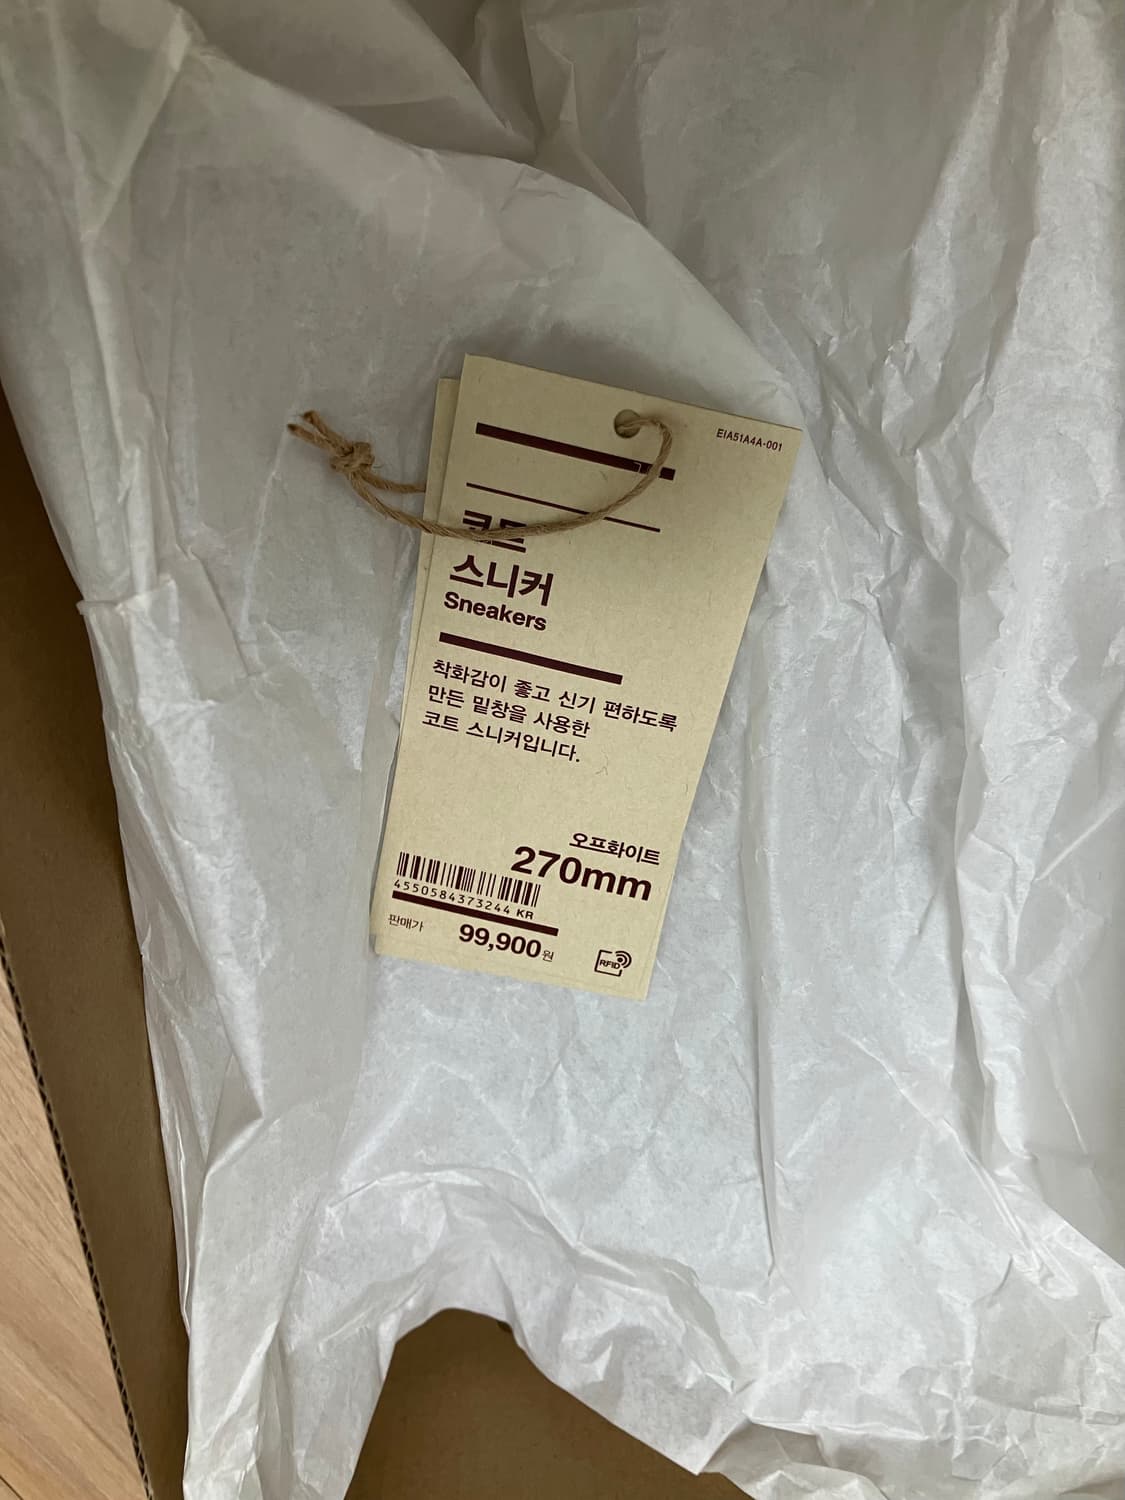 EIA51A4A-001
코트
스니커
Sneakers
착화감이 좋고 신기 편하도록
만든 밑창을 사용한
코트 스니커입니다.
오프화이트
270mm
4550584373244 KR
판매가 99,900원
RFID